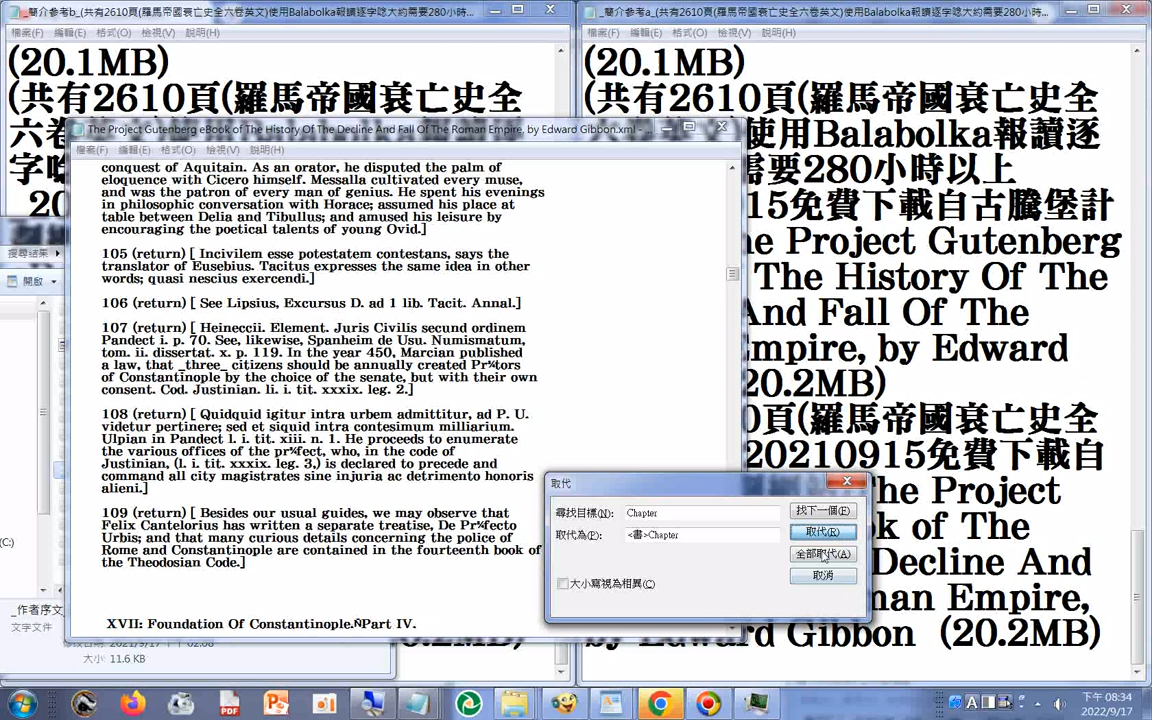 _簡介參考b_(共有2610頁(羅馬帝國衰亡史全六卷英文)使用Balabolka報讀逐字唸大約需要280小時...
檔案(F) 編輯(E) 格式(O) 檢視(V) 說明(H)
(20.1MB)
(共有2610頁(羅馬帝國衰亡史全
_簡介參考a_(共有2610頁(羅馬帝國衰亡史全六卷英文)使用Balabolka報讀逐字唸大約需要280小時...
檔案(F) 編輯(E) 格式(O) 檢視(V) 說明(H)
(20.1MB)
(共有2610頁(羅馬帝國衰亡史全
使用Balabolka報讀逐
需要280小時以上
15免費下載自古騰堡計
he Project Gutenberg
The History Of The
And Fall Of The
mpire, by Edward
20.2MB)
0頁(羅馬帝國衰亡史全
20210915免費下載自
The Project
ok of The
Decline And
man Empire,
by Edward Gibbon (20.2MB)
六卷
字唸
20
搜尋結果
開啟
(C:)
_作者序文
文字文件
大小: 11.6 KB
The Project Gutenberg eBook of The History Of The Decline And Fall Of The Roman Empire, by Edward Gibbon.xml - ...
檔案(F) 編輯(E) 格式(O) 檢視(V) 說明(H)
conquest of Aquitain. As an orator, he disputed the palm of
eloquence with Cicero himself. Messalla cultivated every muse,
and was the patron of every man of genius. He spent his evenings
in philosophic conversation with Horace; assumed his place at
table between Delia and Tibullus; and amused his leisure by
encouraging the poetical talents of young Ovid.]
105 (return) [ Incivilem esse potestatem contestans, says the
translator of Eusebius. Tacitus expresses the same idea in other
words; quasi nescius exercendi.]
106 (return) [ See Lipsius, Excursus D. ad 1 lib. Tacit. Annal.]
107 (return) [ Heineccii. Element. Juris Civilis secund ordinem
Pandect i. p. 70. See, likewise, Spanheim de Usu. Numismatum,
tom. ii. dissertat. x. p. 119. In the year 450, Marcian published
a law, that _three_ citizens should be annually created Pr¾tors
of Constantinople by the choice of the senate, but with their own
consent. Cod. Justinian. li. i. tit. xxxix. leg. 2.]
108 (return) [ Quidquid igitur intra urbem admittitur, ad P. U.
videtur pertinere; sed et siquid intra contesimum milliarium.
Ulpian in Pandect l. i. tit. xiii. n. 1. He proceeds to enumerate
the various offices of the pr¾fect, who, in the code of
Justinian, (l. i. tit. xxxix. leg. 3,) is declared to precede and
command all city magistrates sine injuria ac detrimento honoris
alieni.]
109 (return) [ Besides our usual guides, we may observe that
Felix Cantelorius has written a separate treatise, De Pr¾fecto
Urbis; and that many curious details concerning the police of
Rome and Constantinople are contained in the fourteenth book of
the Theodosian Code.]
XVII: Foundation Of Constantinople.ÑPart IV.
取代
尋找目標(N): Chapter
找下一個(F)
取代為(P): <書>Chapter
取代(R)
全部取代(A)
大小寫視為相異(C)
取消
下午 08:34
2022/9/17